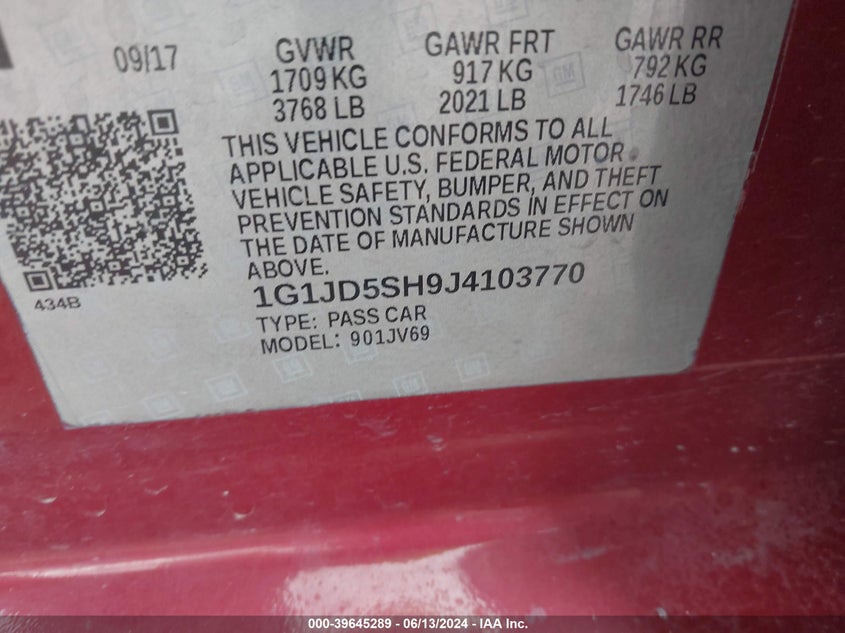 09/17 GVWR GAWR FRT GAWR RR
1709 KG 917 KG 792 KG
3768 LB 2021 LB 1746 LB
THIS VEHICLE CONFORMS TO ALL
APPLICABLE U.S. FEDERAL MOTOR
VEHICLE SAFETY, BUMPER, AND THEFT
PREVENTION STANDARDS IN EFFECT ON
THE DATE OF MANUFACTURE SHOWN
ABOVE.
1G1JD5SH9J4103770
434B
TYPE: PASS CAR
MODEL: 901JV69
GM
000-39645289 - 06/13/2024 - IAA Inc.